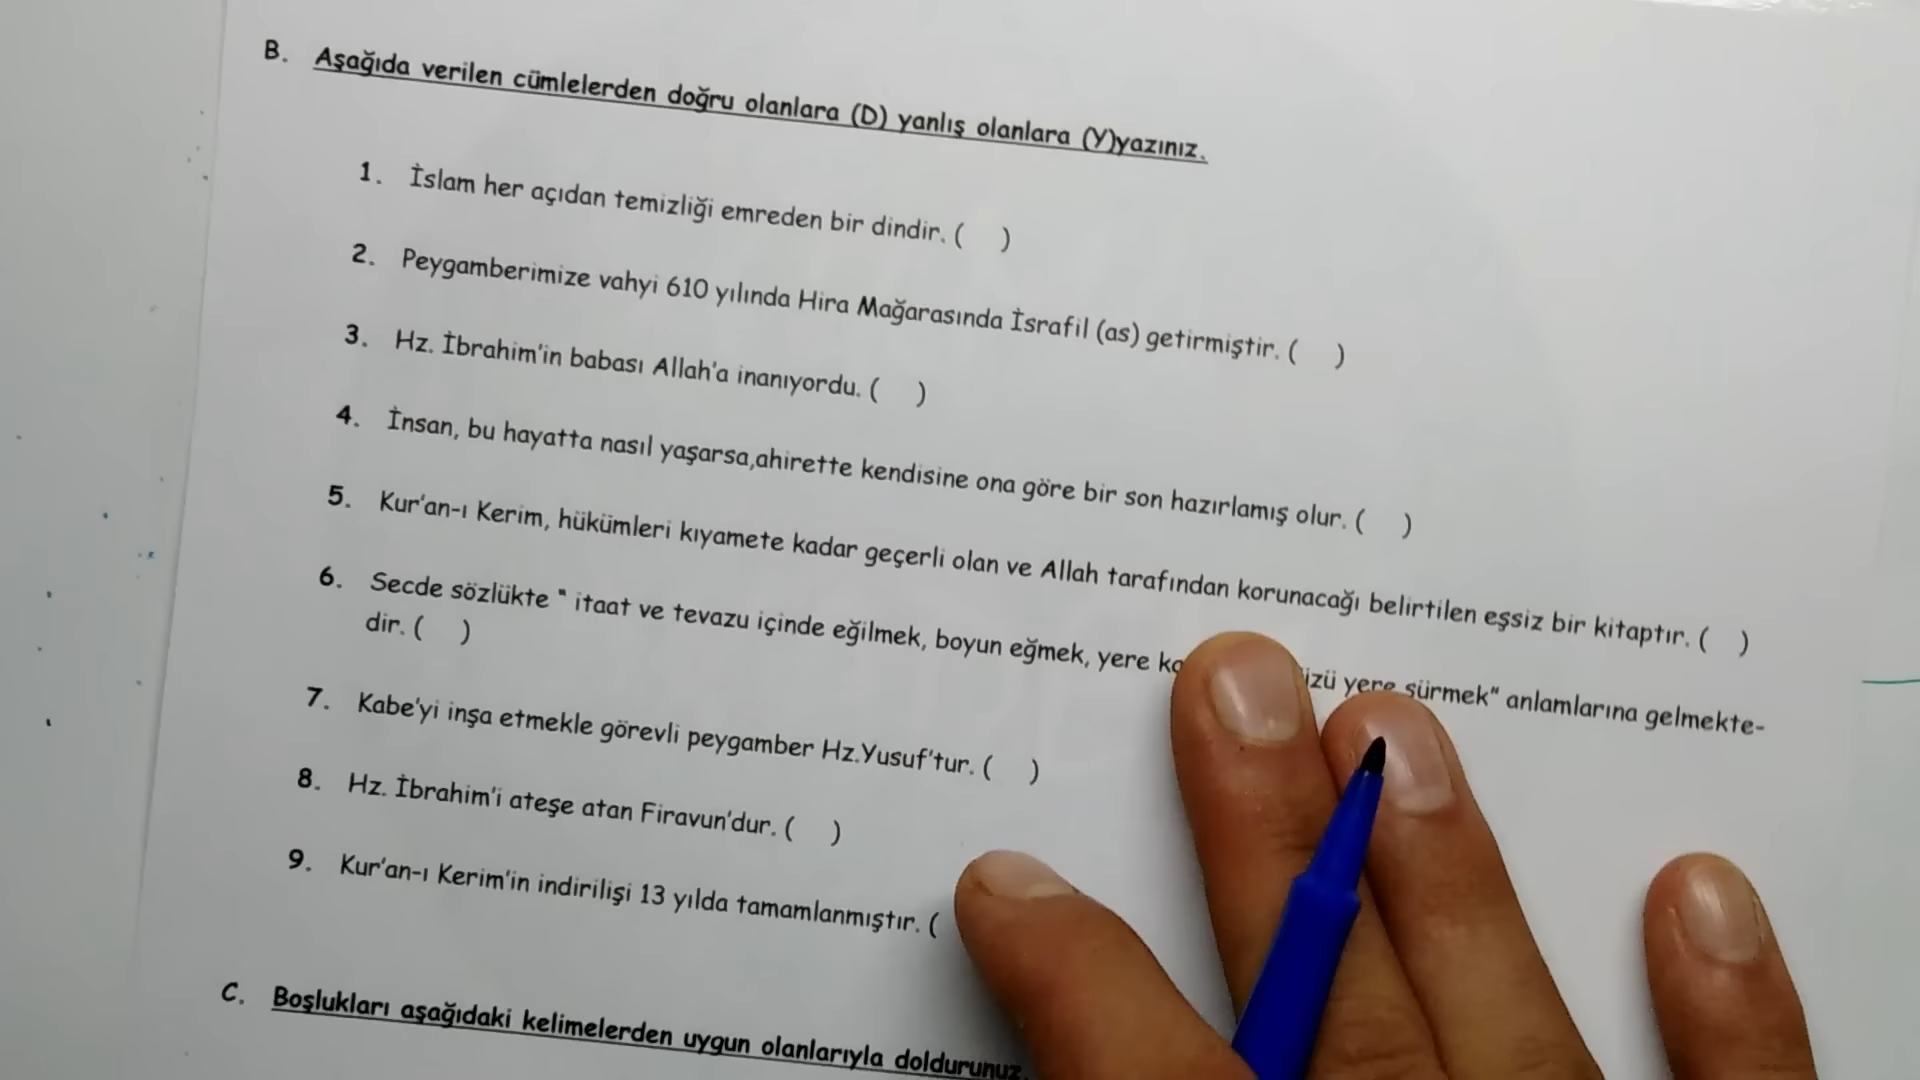 B. Aşağıda verilen cümlelerden doğru olanlara (D) yanlış olanlara (Y)yazınız.
1. İslam her açıdan temizliği emreden bir dindir. ( )
2. Peygamberimize vahyi 610 yılında Hira Mağarasında İsrafil (as) getirmiştir. ( )
3. Hz. İbrahim'in babası Allah'a inanıyordu. ( )
4. İnsan, bu hayatta nasıl yaşarsa,ahirette kendisine ona göre bir son hazırlamış olur. ( )
5. Kur'an-ı Kerim, hükümleri kıyamete kadar geçerli olan ve Allah tarafından korunacağı belirtilen eşsiz bir kitaptır. ( )
6. Secde sözlükte " itaat ve tevazu içinde eğilmek, boyun eğmek, yere yere sürmek" anlamlarına gelmekte-
dir. ( )
7. Kabe'yi inşa etmekle görevli peygamber Hz.Yusuf'tur. ( )
8. Hz. İbrahim'i ateşe atan Firavun'dur. ( )
9. Kur'an-ı Kerim'in indirilişi 13 yılda tamamlanmıştır. (
C. Boşlukları aşağıdaki kelimelerden uygun olanlarıyla doldurunuz.